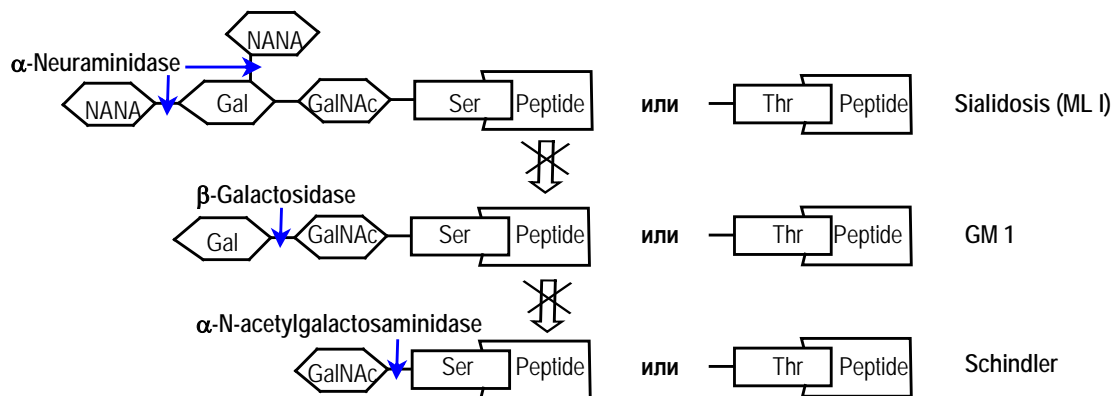 NANA
α-Neuraminidase
NANA Gal GalNAc Ser Peptide или Thr Peptide Sialidosis (ML I)
β-Galactosidase
Gal GalNAc Ser Peptide или Thr Peptide GM 1
α-N-acetylgalactosaminidase
GalNAc Ser Peptide или Thr Peptide Schindler